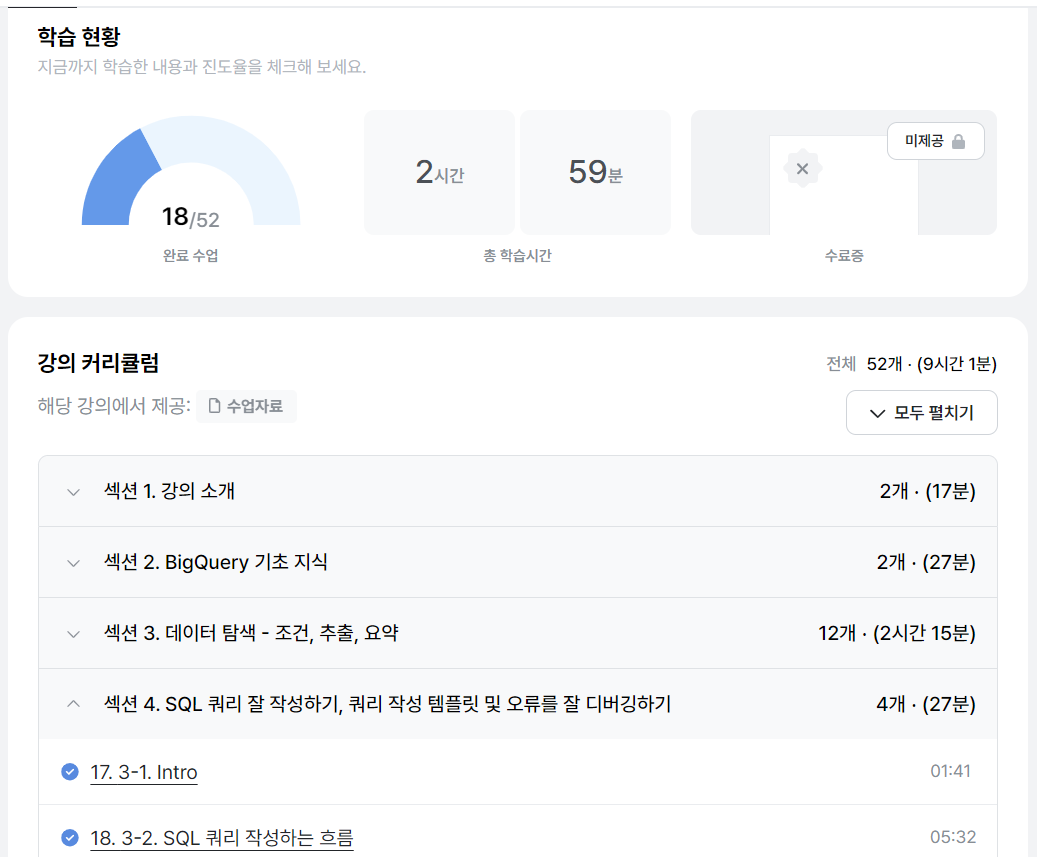 학습 현황
지금까지 학습한 내용과 진도율을 체크해 보세요.
18/52
완료 수업
2시간
59분
총 학습시간
미제공
수료증
강의 커리큘럼
전체 52개 · (9시간 1분)
해당 강의에서 제공: 수업자료
모두 펼치기
섹션 1. 강의 소개 2개 · (17분)
섹션 2. BigQuery 기초 지식 2개 · (27분)
섹션 3. 데이터 탐색 - 조건, 추출, 요약 12개 · (2시간 15분)
섹션 4. SQL 쿼리 잘 작성하기, 쿼리 작성 템플릿 및 오류를 잘 디버깅하기 4개 · (27분)
17. 3-1. Intro 01:41
18. 3-2. SQL 쿼리 작성하는 흐름 05:32